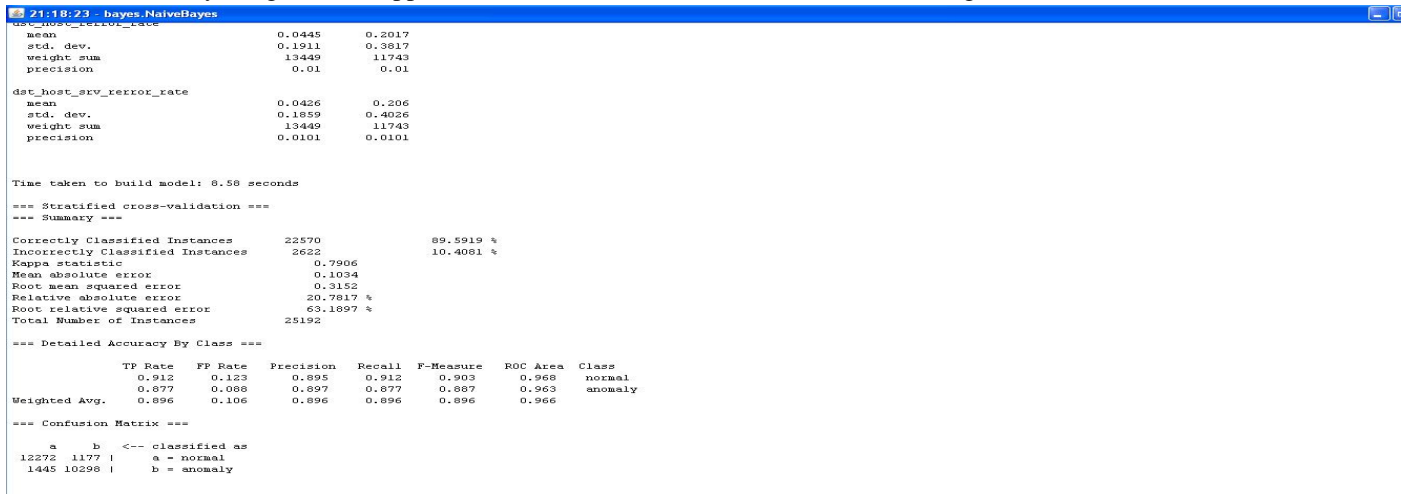 21:18:23 - bayes.NaiveBayes
dst_host_rerror_rate
mean 0.0445 0.2017
std. dev. 0.1911 0.3817
weight sum 13449 11743
precision 0.01 0.01
dst_host_srv_rerror_rate
mean 0.0426 0.206
std. dev. 0.1859 0.4026
weight sum 13449 11743
precision 0.0101 0.0101
Time taken to build model: 8.58 seconds
=== Stratified cross-validation ===
=== Summary ===
Correctly Classified Instances 22570 89.5919 %
Incorrectly Classified Instances 2622 10.4081 %
Kappa statistic 0.7906
Mean absolute error 0.1034
Root mean squared error 0.3152
Relative absolute error 20.7817 %
Root relative squared error 63.1897 %
Total Number of Instances 25192
=== Detailed Accuracy By Class ===
TP Rate FP Rate Precision Recall F-Measure ROC Area Class
0.912 0.123 0.895 0.912 0.903 0.968 normal
0.877 0.088 0.897 0.877 0.887 0.963 anomaly
Weighted Avg. 0.896 0.106 0.896 0.896 0.896 0.966
=== Confusion Matrix ===
a b <-- classified as
12272 1177 | a = normal
1445 10298 | b = anomaly